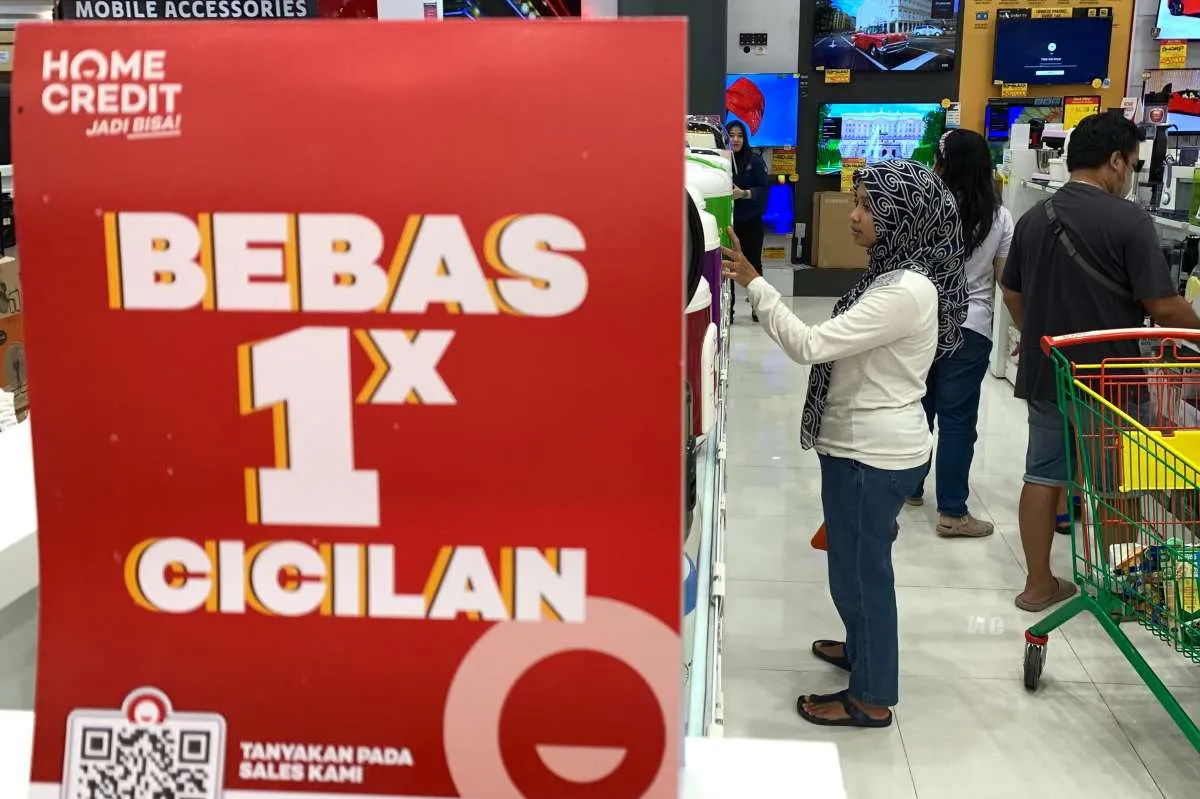 MOBILE ACCESSORIES
HOME
CREDIT
JADI BISA!
BEBAS
1X
CICILAN
TANYAKAN PADA
SALES KAMI